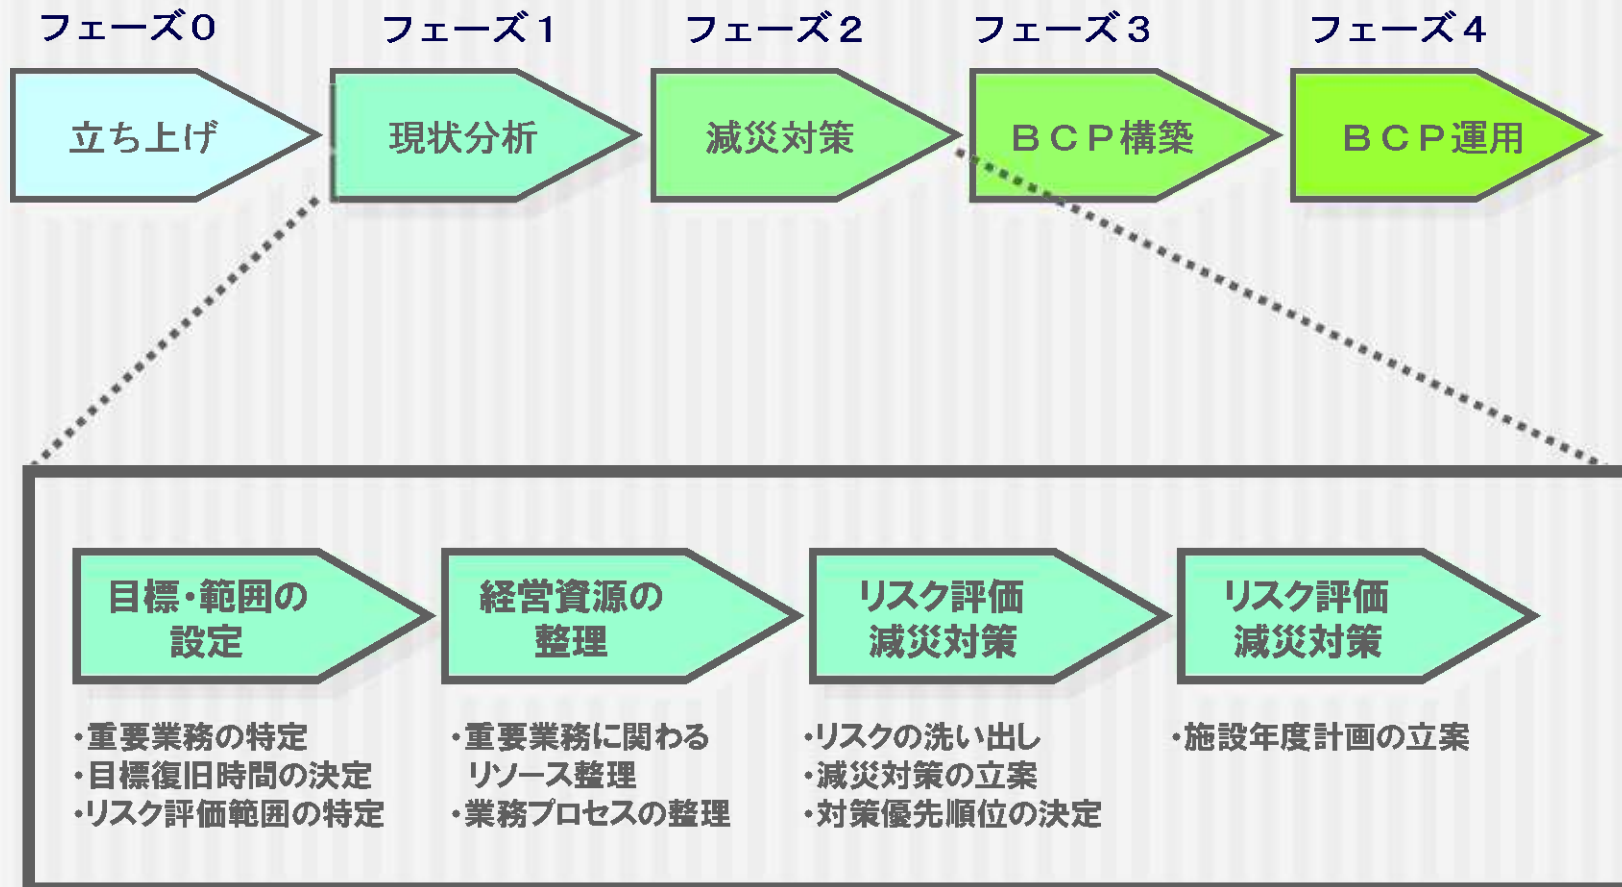 フェーズ0
フェーズ1
フェーズ2
フェーズ3
フェーズ4
立ち上げ
現状分析
減災対策
BCP構築
BCP運用
目標・範囲の
設定
・重要業務の特定
・目標復旧時間の決定
・リスク評価範囲の特定
経営資源の
整理
・重要業務に関わる
リソース整理
・業務プロセスの整理
リスク評価
減災対策
・リスクの洗い出し
・減災対策の立案
・対策優先順位の決定
リスク評価
減災対策
・施設年度計画の立案